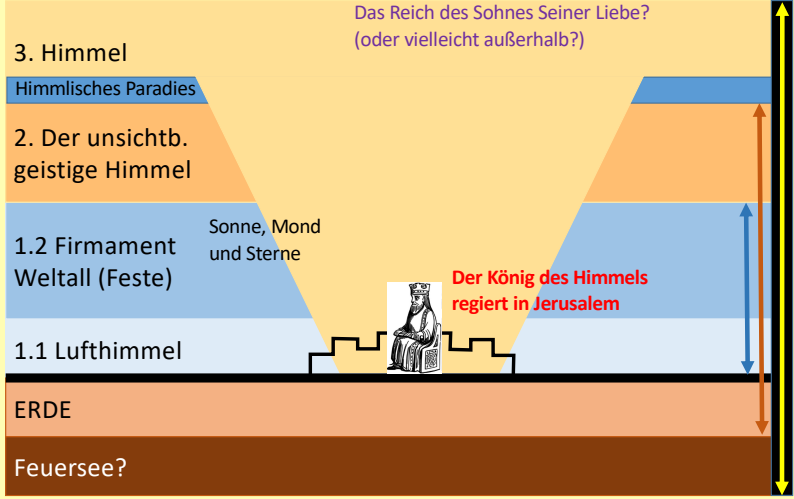 Das Reich des Sohnes Seiner Liebe?
(oder vielleicht außerhalb?)
3. Himmel
Himmlisches Paradies
2. Der unsichtb.
geistige Himmel
Sonne, Mond
und Sterne
1.2 Firmament
Weltall (Feste)
Der König des Himmels
regiert in Jerusalem
1.1 Lufthimmel
ERDE
Feuersee?